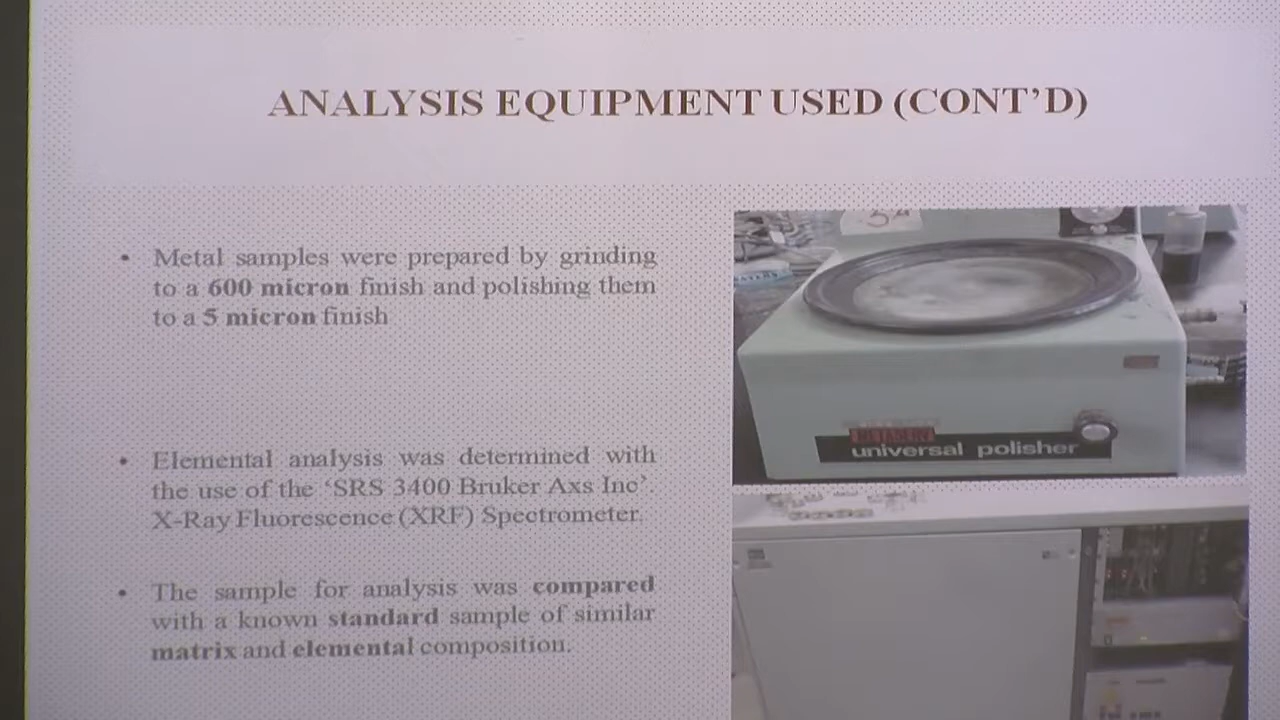 ANALYSIS EQUIPMENT USED (CONT’D)
• Metal samples were prepared by grinding
to a 600 micron finish and polishing them
to a 5 micron finish
• Elemental analysis was determined with
the use of the ‘SRS 3400 Bruker Axs Inc’.
X-Ray Fluorescence (XRF) Spectrometer.
• The sample for analysis was compared
with a known standard sample of similar
matrix and elemental composition.
universal polisher